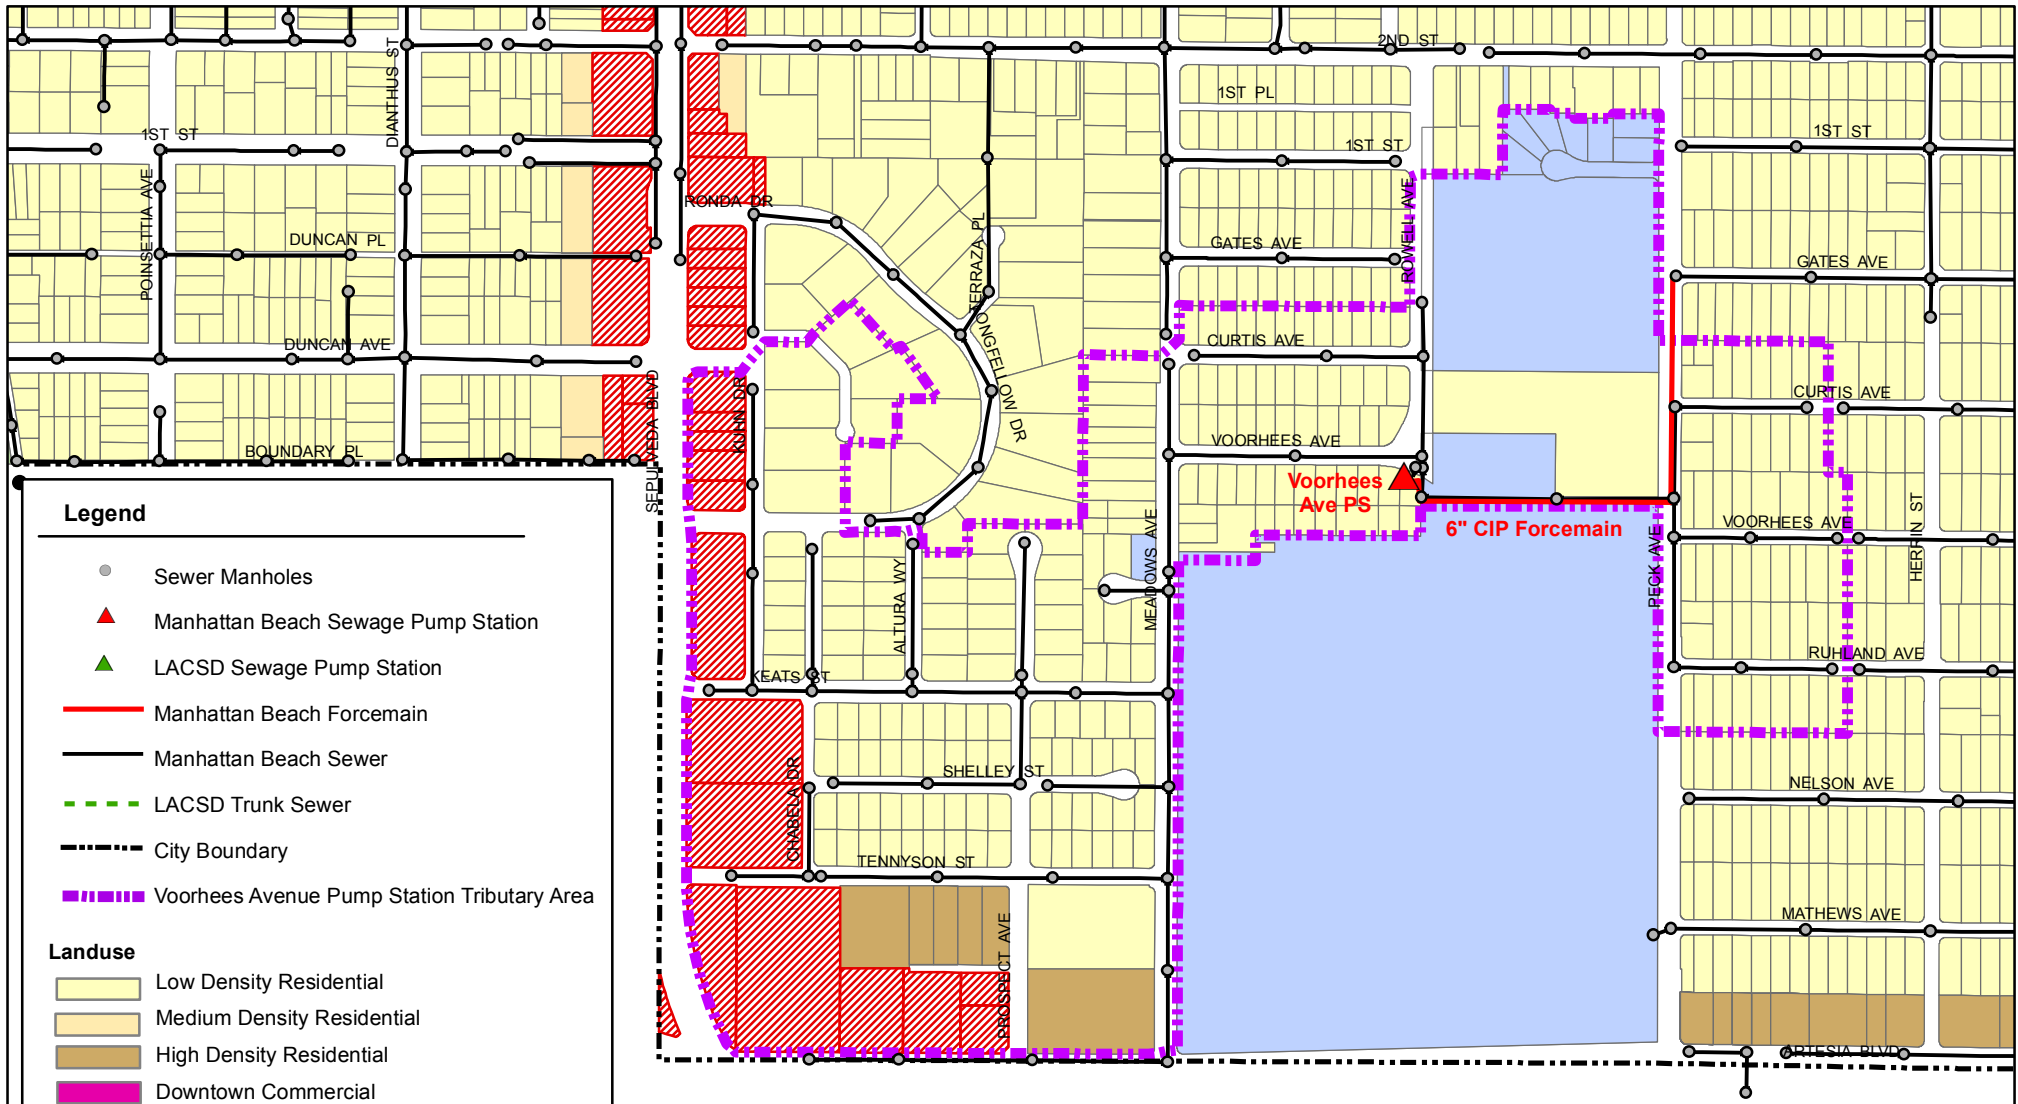 2ND ST
DIANTHUS ST
1ST PL
1ST ST
1ST ST
1ST ST
POINSETTIA AVE
RONDA DR
ROWELL AVE
DUNCAN PL
TERRAZA PL
GATES AVE
GATES AVE
DUNCAN AVE
LONGFELLOW DR
CURTIS AVE
CURTIS AVE
SEPULVEDA BLVD
KUHN DR
BOUNDARY PL
VOORHEES AVE
Voorhees
Ave PS
6" CIP Forcemain
VOORHEES AVE
HERRIN ST
PECK AVE
MEADOWS AVE
ALTURA WY
RUHLAND AVE
KEATS ST
SHELLEY ST
CHABELA DR
NELSON AVE
TENNYSON ST
PROSPECT AVE
MATHEWS AVE
ARTESIA BLVD
Legend
Sewer Manholes
Manhattan Beach Sewage Pump Station
LACSD Sewage Pump Station
Manhattan Beach Forcemain
Manhattan Beach Sewer
LACSD Trunk Sewer
City Boundary
Voorhees Avenue Pump Station Tributary Area
Landuse
Low Density Residential
Medium Density Residential
High Density Residential
Downtown Commercial